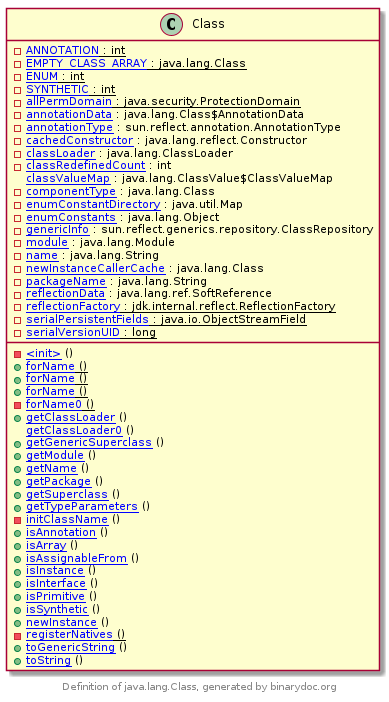 C Class
ANNOTATION : int
EMPTY_CLASS_ARRAY : java.lang.Class
ENUM : int
SYNTHETIC : int
allPermDomain : java.security.ProtectionDomain
annotationData : java.lang.Class$AnnotationData
annotationType : sun.reflect.annotation.AnnotationType
cachedConstructor : java.lang.reflect.Constructor
classLoader : java.lang.ClassLoader
classRedefinedCount : int
classValueMap : java.lang.ClassValue$ClassValueMap
componentType : java.lang.Class
enumConstantDirectory : java.util.Map
enumConstants : java.lang.Object
genericInfo : sun.reflect.generics.repository.ClassRepository
module : java.lang.Module
name : java.lang.String
newInstanceCallerCache : java.lang.Class
packageName : java.lang.String
reflectionData : java.lang.ref.SoftReference
reflectionFactory : jdk.internal.reflect.ReflectionFactory
serialPersistentFields : java.io.ObjectStreamField
serialVersionUID : long
<init> ()
forName ()
forName ()
forName ()
forName0 ()
getClassLoader ()
getClassLoader0 ()
getGenericSuperclass ()
getModule ()
getName ()
getPackage ()
getSuperclass ()
getTypeParameters ()
initClassName ()
isAnnotation ()
isArray ()
isAssignableFrom ()
isInstance ()
isInterface ()
isPrimitive ()
isSynthetic ()
newInstance ()
registerNatives ()
toGenericString ()
toString ()
Definition of java.lang.Class, generated by binarydoc.org